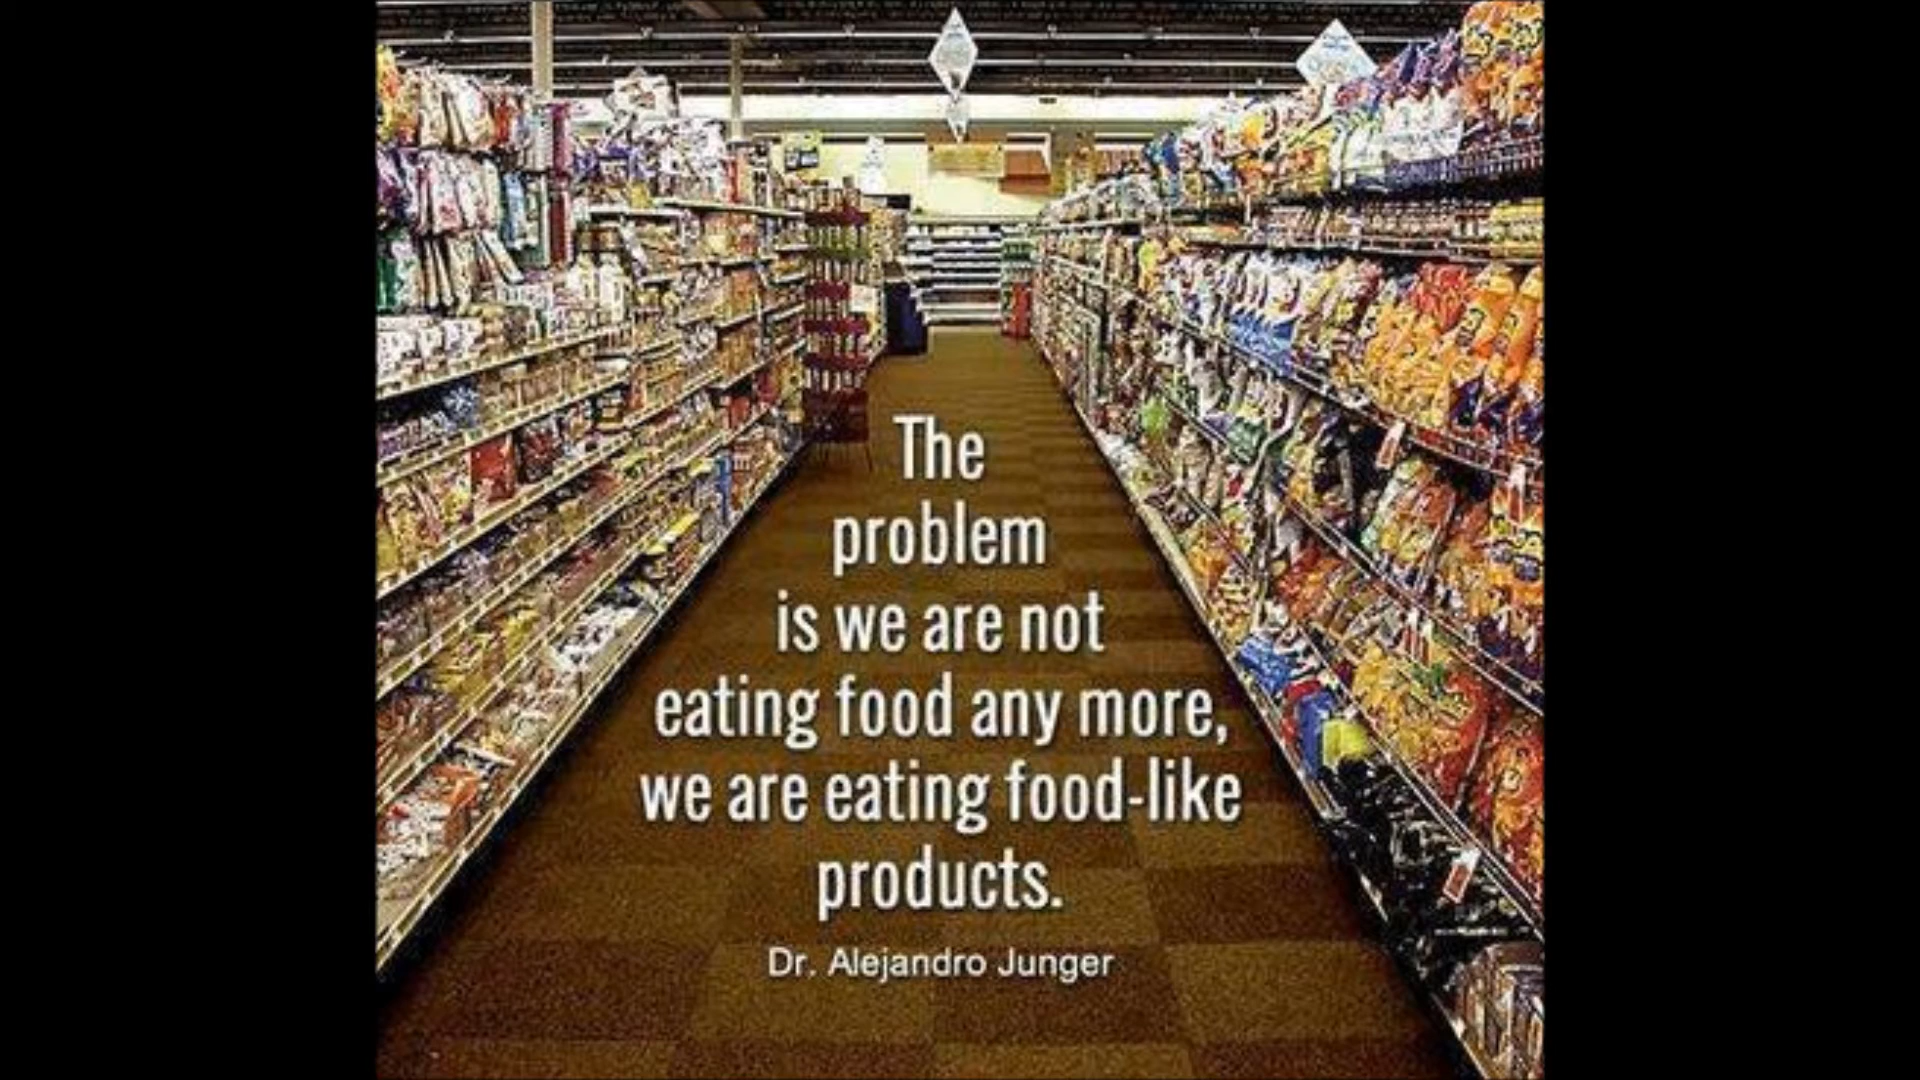 The
problem
is we are not
eating food any more,
we are eating food-like
products.
Dr. Alejandro Junger